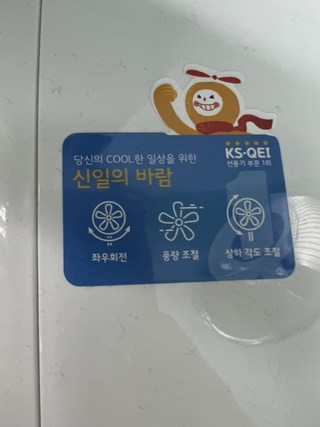 KS·QEI
선풍기 부문 1위
당신의 COOL한 일상을 위한
신일의 바람
좌우회전
풍량 조절
상하 각도 조절